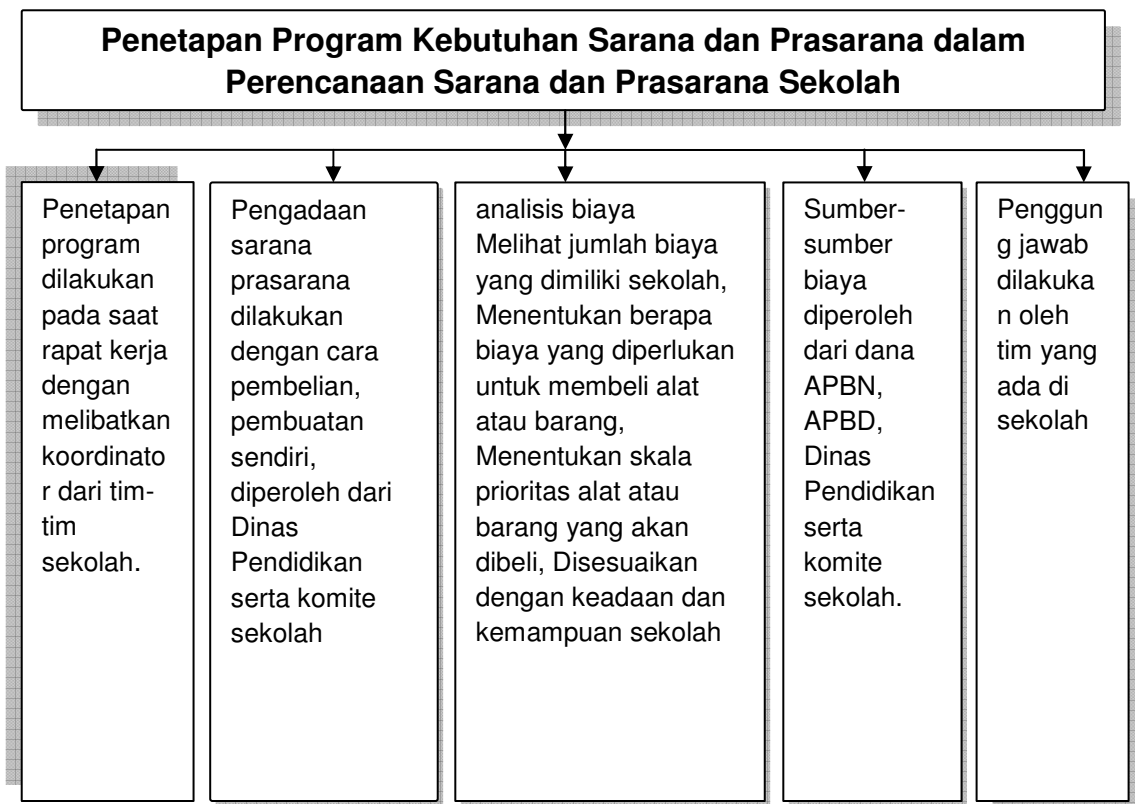 Penetapan Program Kebutuhan Sarana dan Prasarana dalam
Perencanaan Sarana dan Prasarana Sekolah
Penetapan
program
dilakukan
pada saat
rapat kerja
dengan
melibatkan
koordinato
r dari tim-
tim
sekolah.
Pengadaan
sarana
prasarana
dilakukan
dengan cara
pembelian,
pembuatan
sendiri,
diperoleh dari
Dinas
Pendidikan
serta komite
sekolah
analisis biaya
Melihat jumlah biaya
yang dimiliki sekolah,
Menentukan berapa
biaya yang diperlukan
untuk membeli alat
atau barang,
Menentukan skala
prioritas alat atau
barang yang akan
dibeli, Disesuaikan
dengan keadaan dan
kemampuan sekolah
Sumber-
sumber
biaya
diperoleh
dari dana
APBN,
APBD,
Dinas
Pendidikan
serta
komite
sekolah.
Penggun
g jawab
dilakuka
n oleh
tim yang
ada di
sekolah